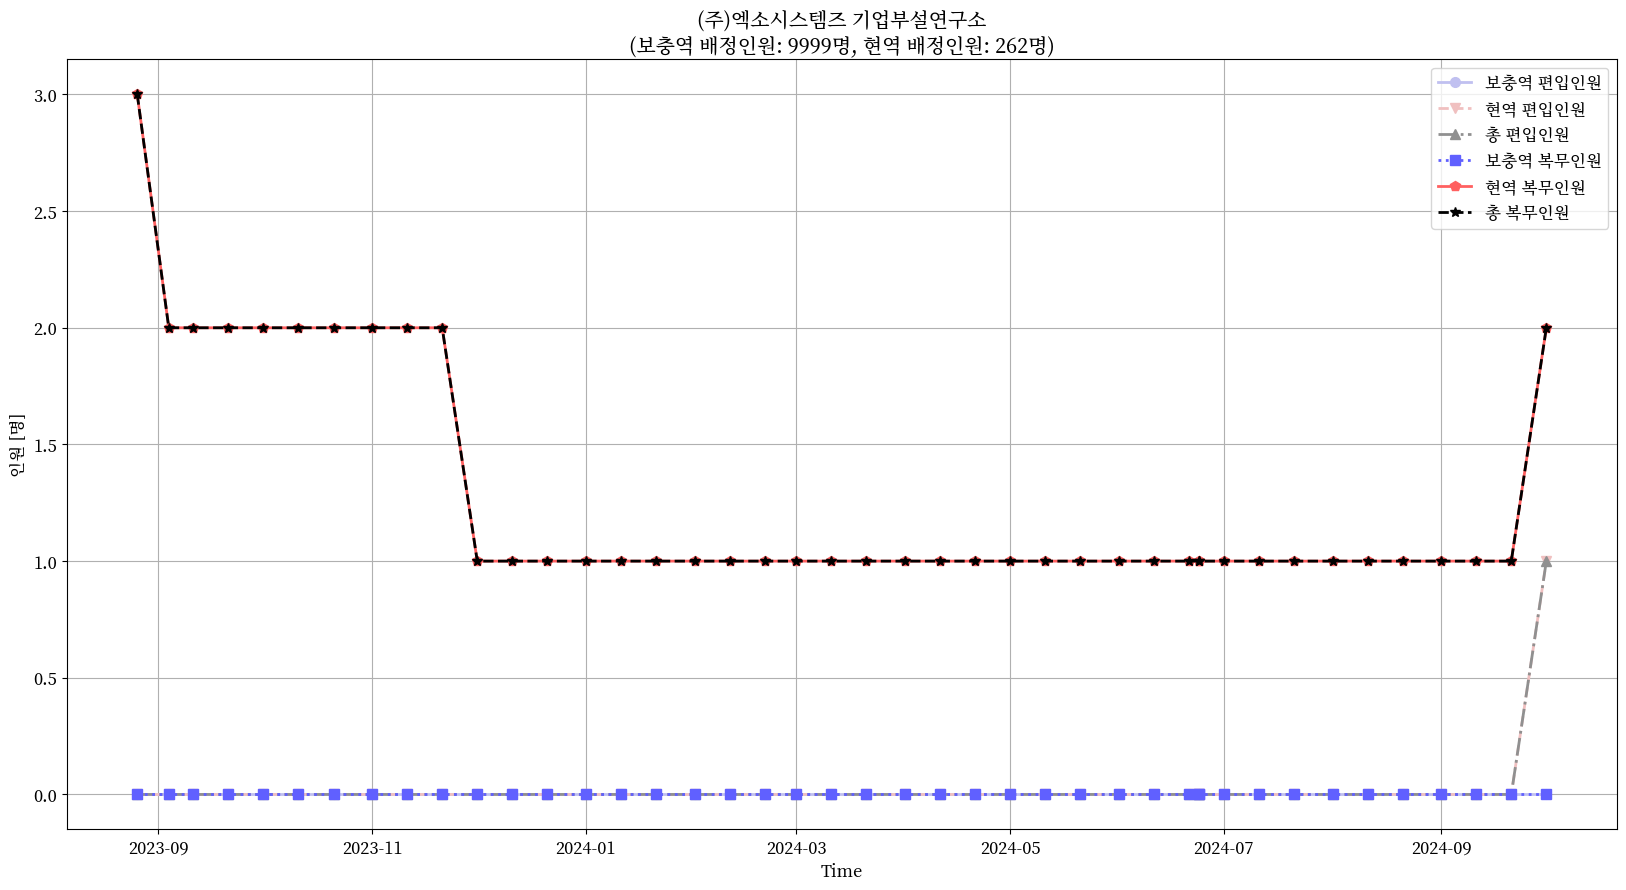 (주)엑소시스템즈 기업부설연구소
(보충역 배정인원: 9999명, 현역 배정인원: 262명)
보충역 편입인원
현역 편입인원
총 편입인원
보충역 복무인원
현역 복무인원
총 복무인원
인원 [명]
3.0
2.5
2.0
1.5
1.0
0.5
0.0
2023-09
2023-11
2024-01
2024-03
2024-05
2024-07
2024-09
Time